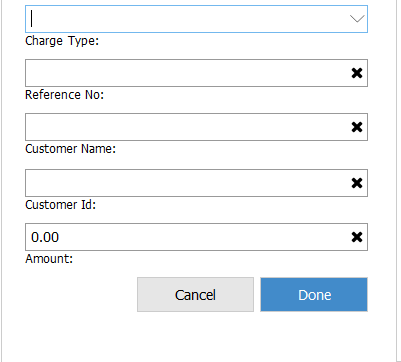 Charge Type:
Reference No:
Customer Name:
Customer Id:
0.00
Amount:
Cancel Done